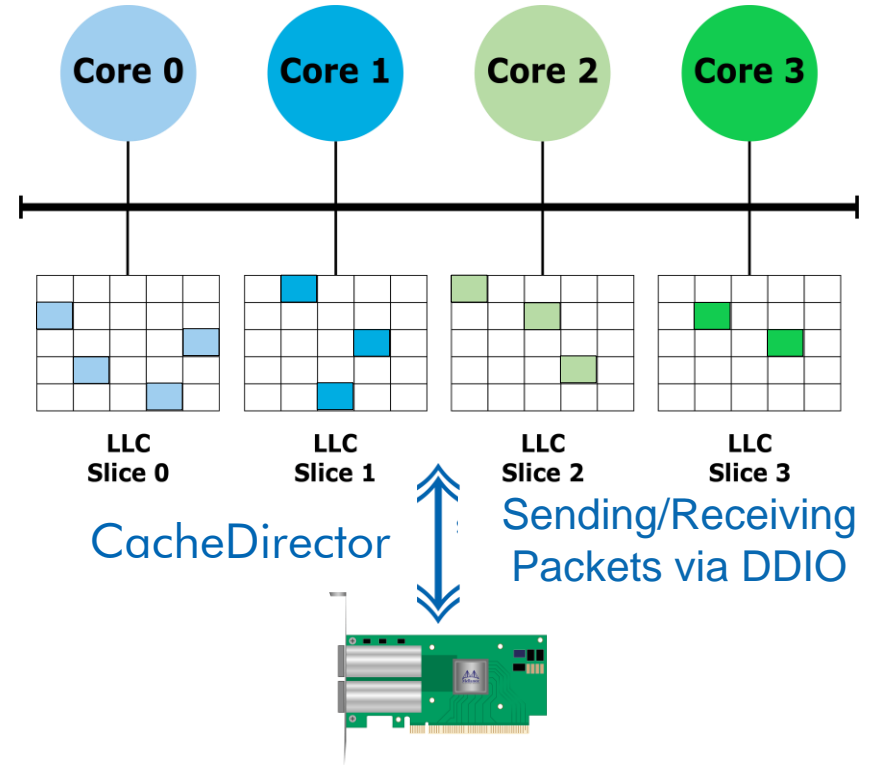 Core 0
Core 1
Core 2
Core 3
LLC
Slice 0
LLC
Slice 1
LLC
Slice 2
LLC
Slice 3
CacheDirector
Sending/Receiving
Packets via DDIO